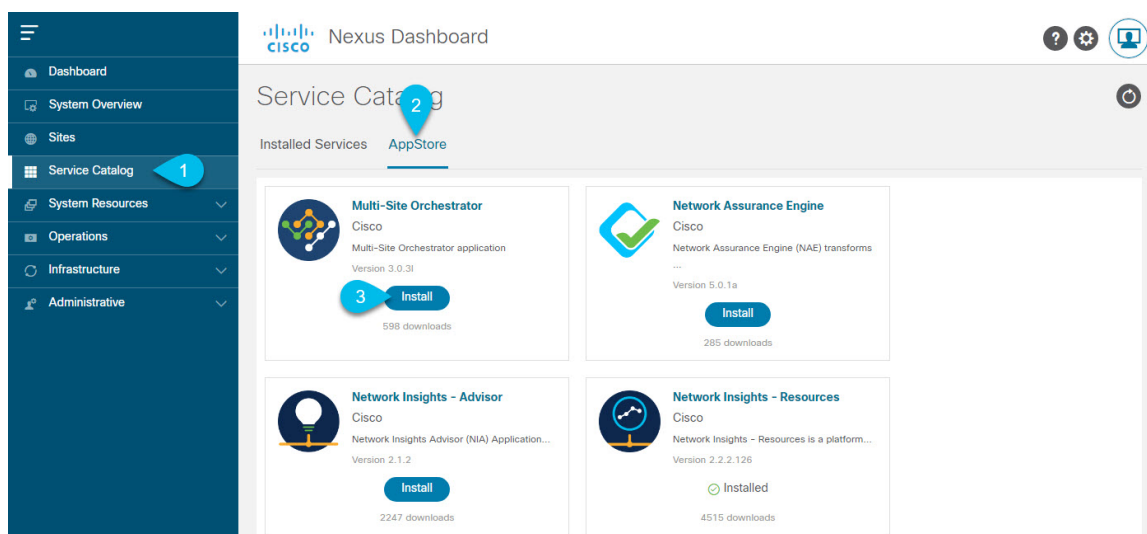 CISCO Nexus Dashboard
?
Dashboard
System Overview
Sites
Service Catalog
System Resources
Operations
Infrastructure
Administrative
1
Service Catalog
2
Installed Services AppStore
Multi-Site Orchestrator
Cisco
Multi-Site Orchestrator application
Version 3.0.3l
3
Install
598 downloads
Network Assurance Engine
Cisco
Network Assurance Engine (NAE) transforms
...
Version 5.0.1a
Install
285 downloads
Network Insights - Advisor
Cisco
Network Insights Advisor (NIA) Application...
Version 2.1.2
Install
2247 downloads
Network Insights - Resources
Cisco
Network Insights - Resources is a platform...
Version 2.2.2.126
Installed
4515 downloads